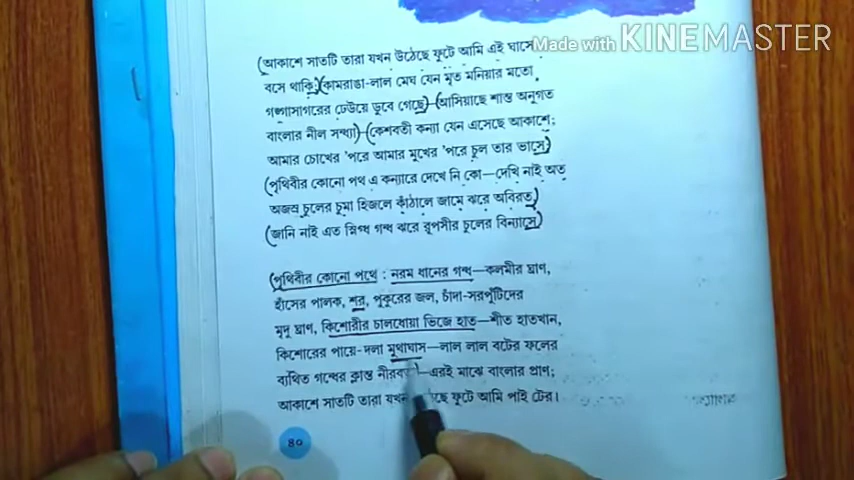 Made with KINEMASTER
(আকাশে সাতটি তারা যখন উঠেছে ফুটে আমি এই ঘাসে
বসে থাকি;)(কামরাঙা-লাল মেঘ যেন মৃত মনিয়ার মতো
গঙ্গাসাগরের ঢেউয়ে ডুবে গেছে)—(আসিয়াছে শান্ত অনুগত
বাংলার নীল সন্ধ্যা)—(কেশবতী কন্যা যেন এসেছে আকাশে;
আমার চোখের 'পরে আমার মুখের 'পরে চুল তার ভাসে)
(পৃথিবীর কোনো পথ এ কন্যারে দেখে নি কো—দেখি নাই অত
অজস্র চুলের চুমা হিজলে কাঁঠালে জামে ঝরে অবিরত,)
(জানি নাই এত স্নিগ্ধ গন্ধ ঝরে রূপসীর চুলের বিন্যাসে)
(পৃথিবীর কোনো পথে : নরম ধানের গন্ধ—কলমীর ঘ্রাণ,
হাঁসের পালক, শর, পুকুরের জল, চাঁদা-সরপুঁটিদের
মৃদু ঘ্রাণ, কিশোরীর চালধোয়া ভিজে হাত—শীত হাতখান,
কিশোরের পায়ে-দলা মুথাঘাস—লাল লাল বটের ফলের
ব্যথিত গন্ধের ক্লান্ত —এরই মাঝে বাংলার প্রাণ;
আকাশে সাতটি তারা ফুটে আমি পাই টের।
৪০